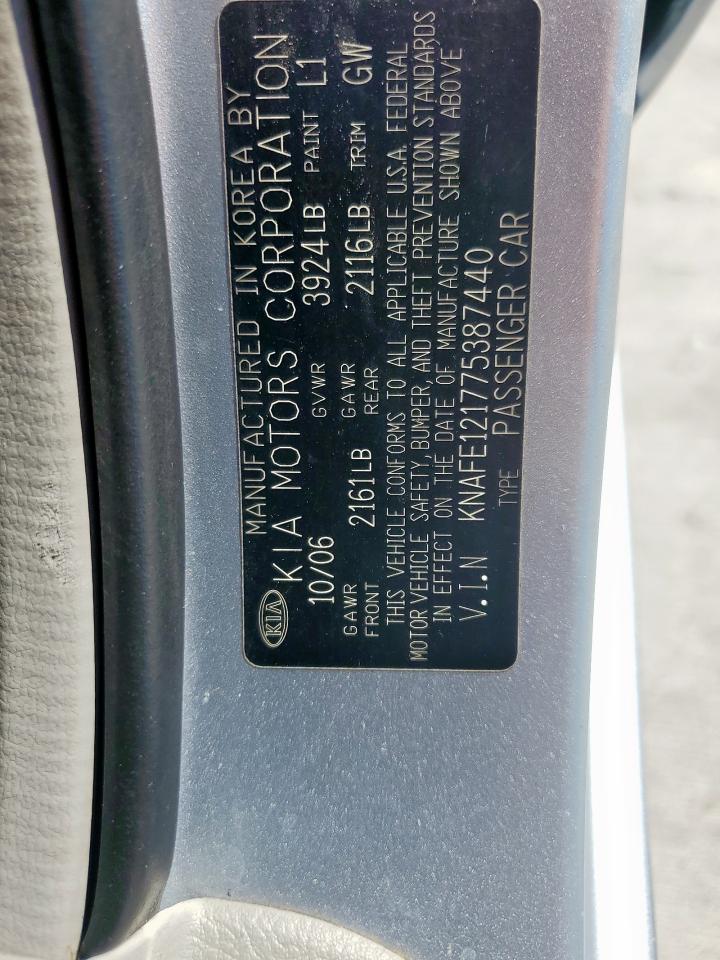 MANUFACTURED IN KOREA BY
KIA KIA MOTORS CORPORATION
10/06 GVWR 3924LB PAINT L1
GAWR FRONT 2161LB GAWR REAR 2116LB TRIM GW
THIS VEHICLE CONFORMS TO ALL APPLICABLE U.S.A. FEDERAL
MOTOR VEHICLE SAFETY, BUMPER, AND THEFT PREVENTION STANDARDS
IN EFFECT ON THE DATE OF MANUFACTURE SHOWN ABOVE
V.I.N KNAFE121775387440
TYPE PASSENGER CAR